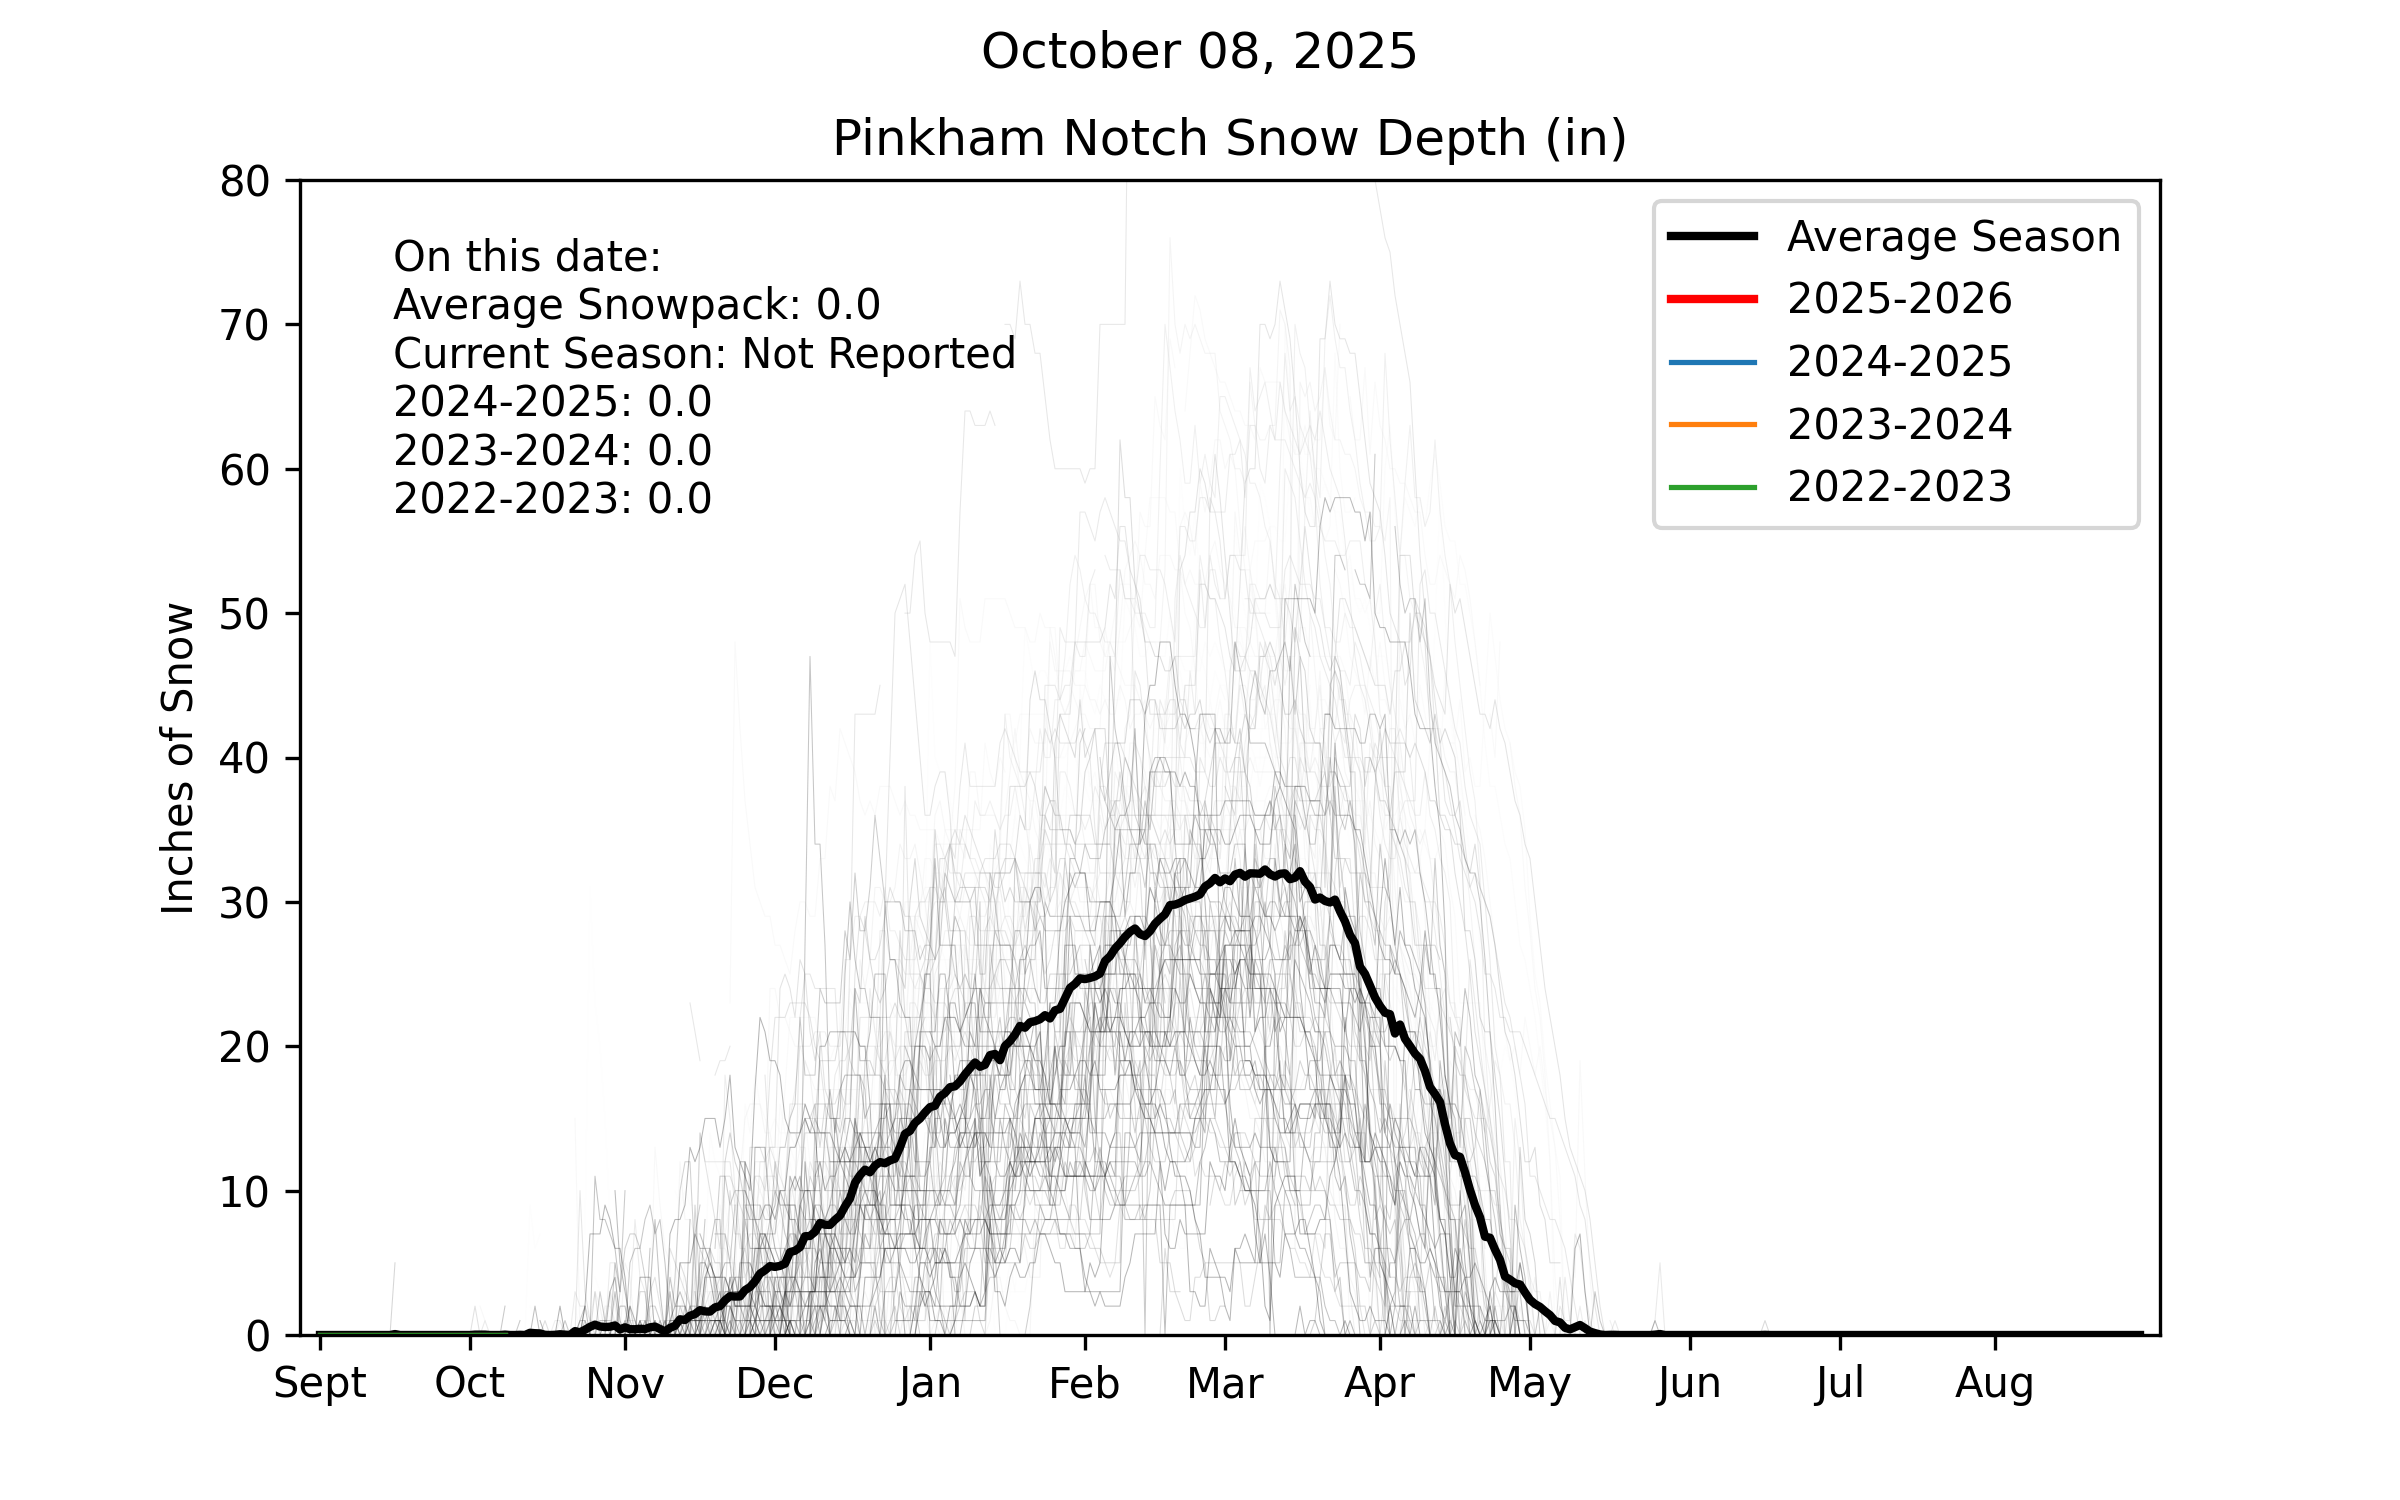 October 08, 2025
Pinkham Notch Snow Depth (in)
80
70
60
50
40
30
20
10
0
Inches of Snow
On this date:
Average Snowpack: 0.0
Current Season: Not Reported
2024-2025: 0.0
2023-2024: 0.0
2022-2023: 0.0
Average Season
2025-2026
2024-2025
2023-2024
2022-2023
Sept Oct Nov Dec Jan Feb Mar Apr May Jun Jul Aug